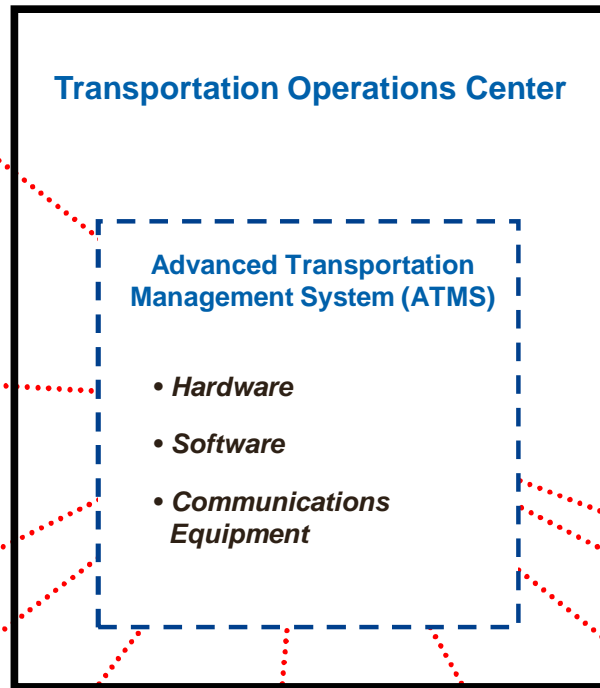 Transportation Operations Center
Advanced Transportation
Management System (ATMS)
• Hardware
• Software
• Communications
Equipment